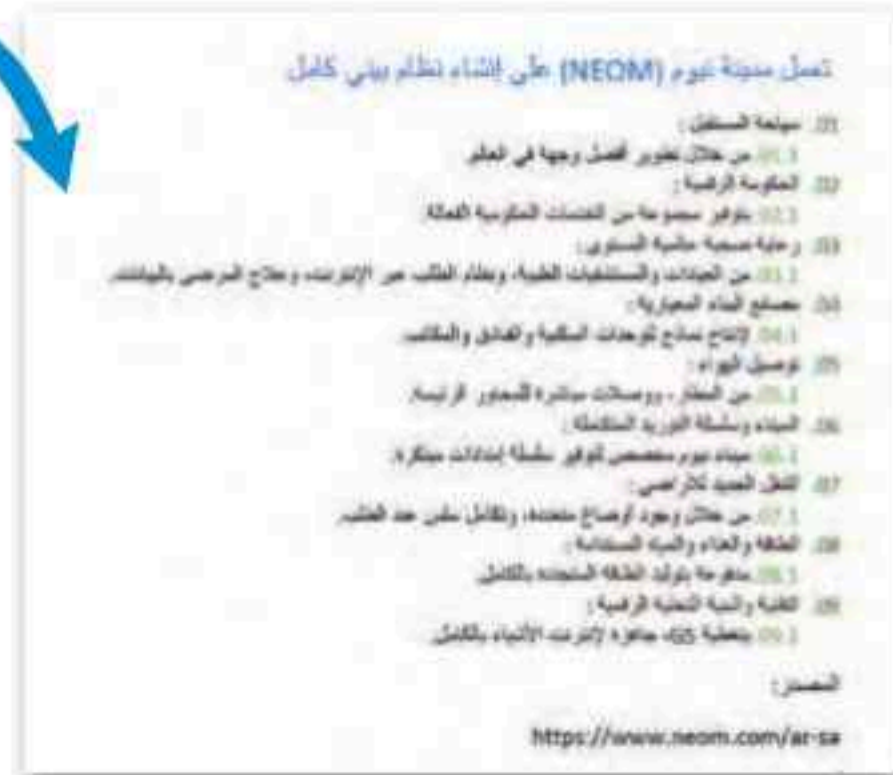 تعمل مدينة نيوم (NEOM) على إنشاء نظام بيئي كامل
01. سياحة المستقبل :
01.1. من خلال تطوير أفضل وجهة في العالم.
02. الحكومة الرقمية :
02.1. بتوفير مجموعة من الخدمات الحكومية الفعالة.
03. رعاية صحية عالمية المستوى :
03.1. من العيادات والمستشفيات الطبية، ونظام الطلب عبر الإنترنت، وعلاج المرضى بالبيانات.
04. مصانع البناء المعيارية :
04.1. لإنتاج نماذج للوحدات السكنية والفنادق والمكاتب.
05. توصيل الهواء :
05.1. من المطار، ووصلات مباشرة للمحاور الرئيسة.
06. الميناء وسلسلة التوريد المتكاملة :
06.1. ميناء نيوم مخصص لتوفير سلسلة إمدادات مبتكرة.
07. النقل الجديد للأراضي :
07.1. من خلال وجود أوضاع متعددة، وتكامل سلس عند الطلب.
08. الطاقة والغذاء والمياه المستدامة :
08.1. مدفوعة بتوليد الطاقة المتجددة بالكامل.
09. التقنية والبنية التحتية الرقمية :
09.1. بتغطية 5G، جاهزة لإنترنت الأشياء بالكامل.
المصدر :
https://www.neom.com/ar-sa